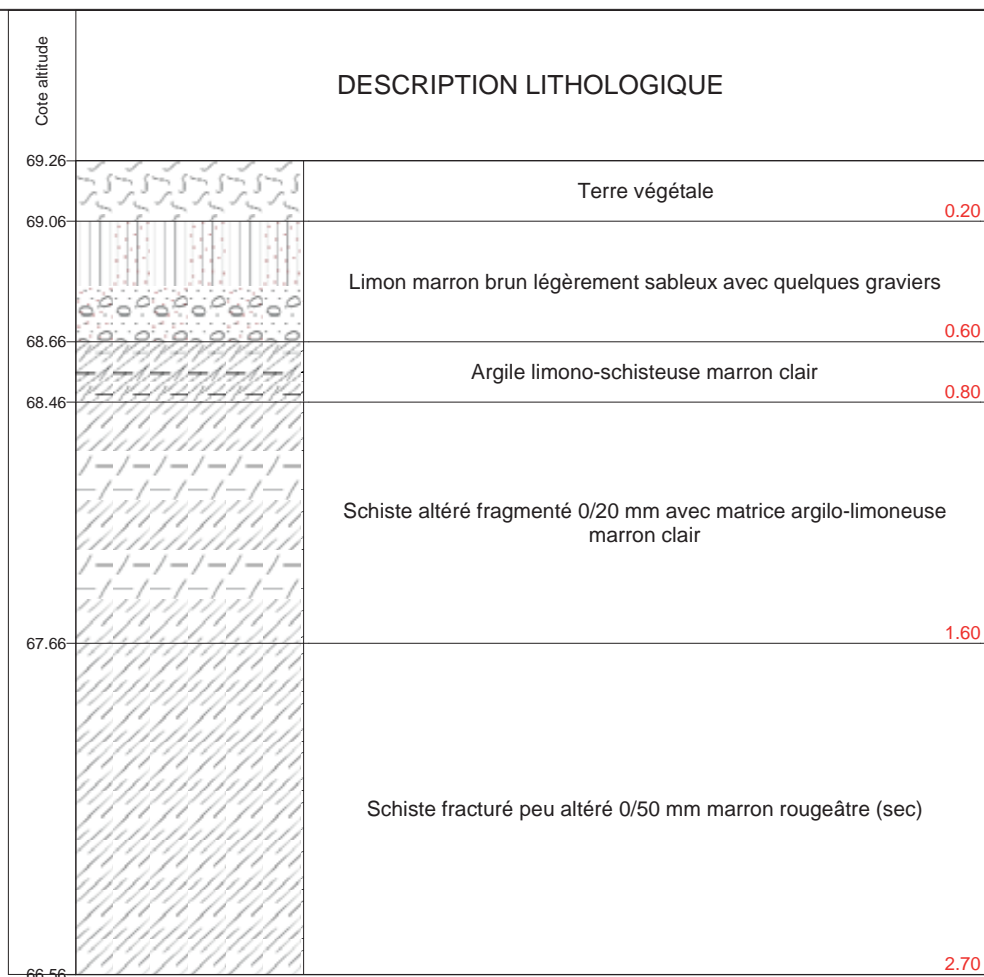 Cote altitude
DESCRIPTION LITHOLOGIQUE
69.26
Terre végétale
0.20
69.06
Limon marron brun légèrement sableux avec quelques graviers
0.60
68.66
Argile limono-schisteuse marron clair
0.80
68.46
Schiste altéré fragmenté 0/20 mm avec matrice argilo-limoneuse
marron clair
1.60
67.66
Schiste fracturé peu altéré 0/50 mm marron rougeâtre (sec)
2.70
66.56